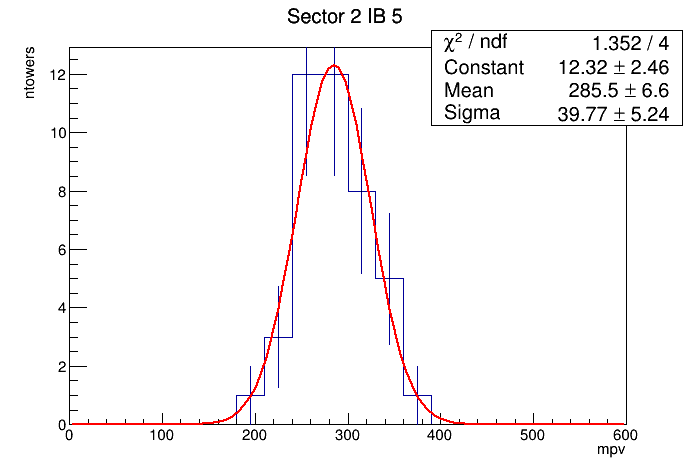 Sector 2 IB 5
χ² / ndf 1.352 / 4
Constant 12.32 ± 2.46
Mean 285.5 ± 6.6
Sigma 39.77 ± 5.24
ntowers
12
10
8
6
4
2
0
0 100 200 300 400 500 600
mpv